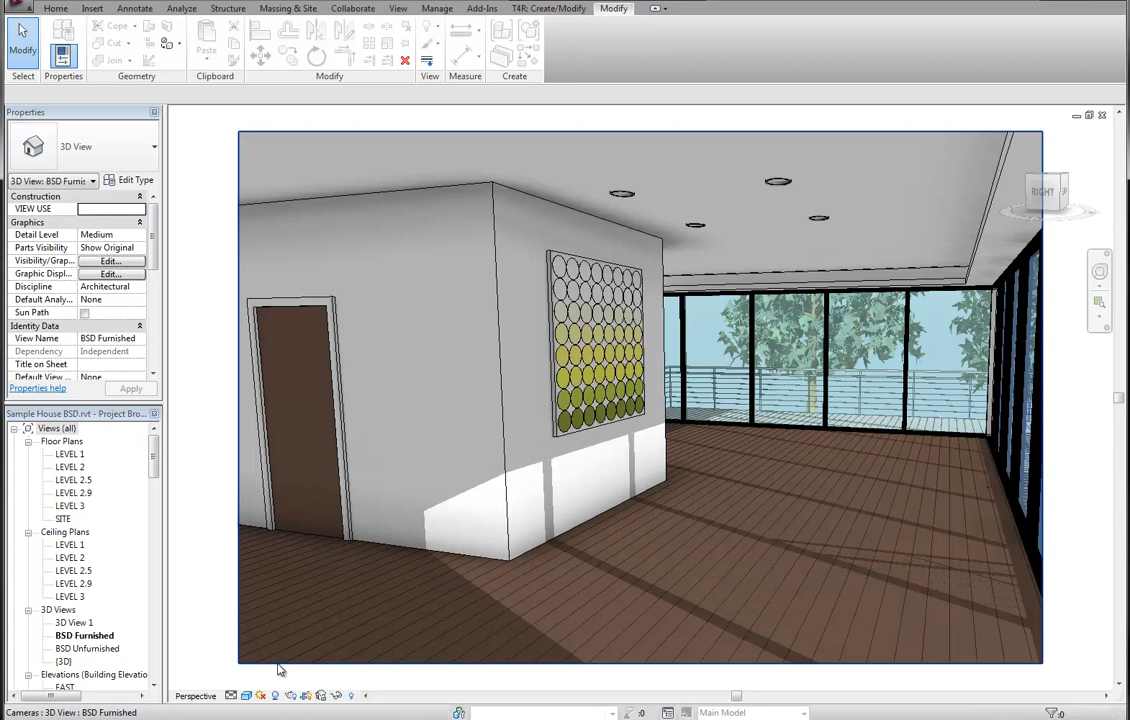 Home Insert Annotate Analyze Structure Massing & Site Collaborate View Manage Add-Ins T4R: Create/Modify Modify
Modify
Cope
Cut
Join
Paste
Select Properties Geometry Clipboard Modify View Measure Create
Properties
3D View
3D View: BSD Furnis Edit Type
Construction
VIEW USE
Graphics
Detail Level Medium
Parts Visibility Show Original
Visibility/Grap... Edit...
Graphic Displ... Edit...
Discipline Architectural
Default Analy... None
Sun Path
Identity Data
View Name BSD Furnished
Dependency Independent
Title on Sheet
Default View ... None
Properties help Apply
RIGHT
Sample House BSD.rvt - Project Bro...
Views (all)
Floor Plans
LEVEL 1
LEVEL 2
LEVEL 2.5
LEVEL 2.9
LEVEL 3
SITE
Ceiling Plans
LEVEL 1
LEVEL 2
LEVEL 2.5
LEVEL 2.9
LEVEL 3
3D Views
3D View 1
BSD Furnished
BSD Unfurnished
{3D}
Elevations (Building Elevatio
EAST
Perspective
Cameras : 3D View : BSD Furnished
:0
Main Model
:0